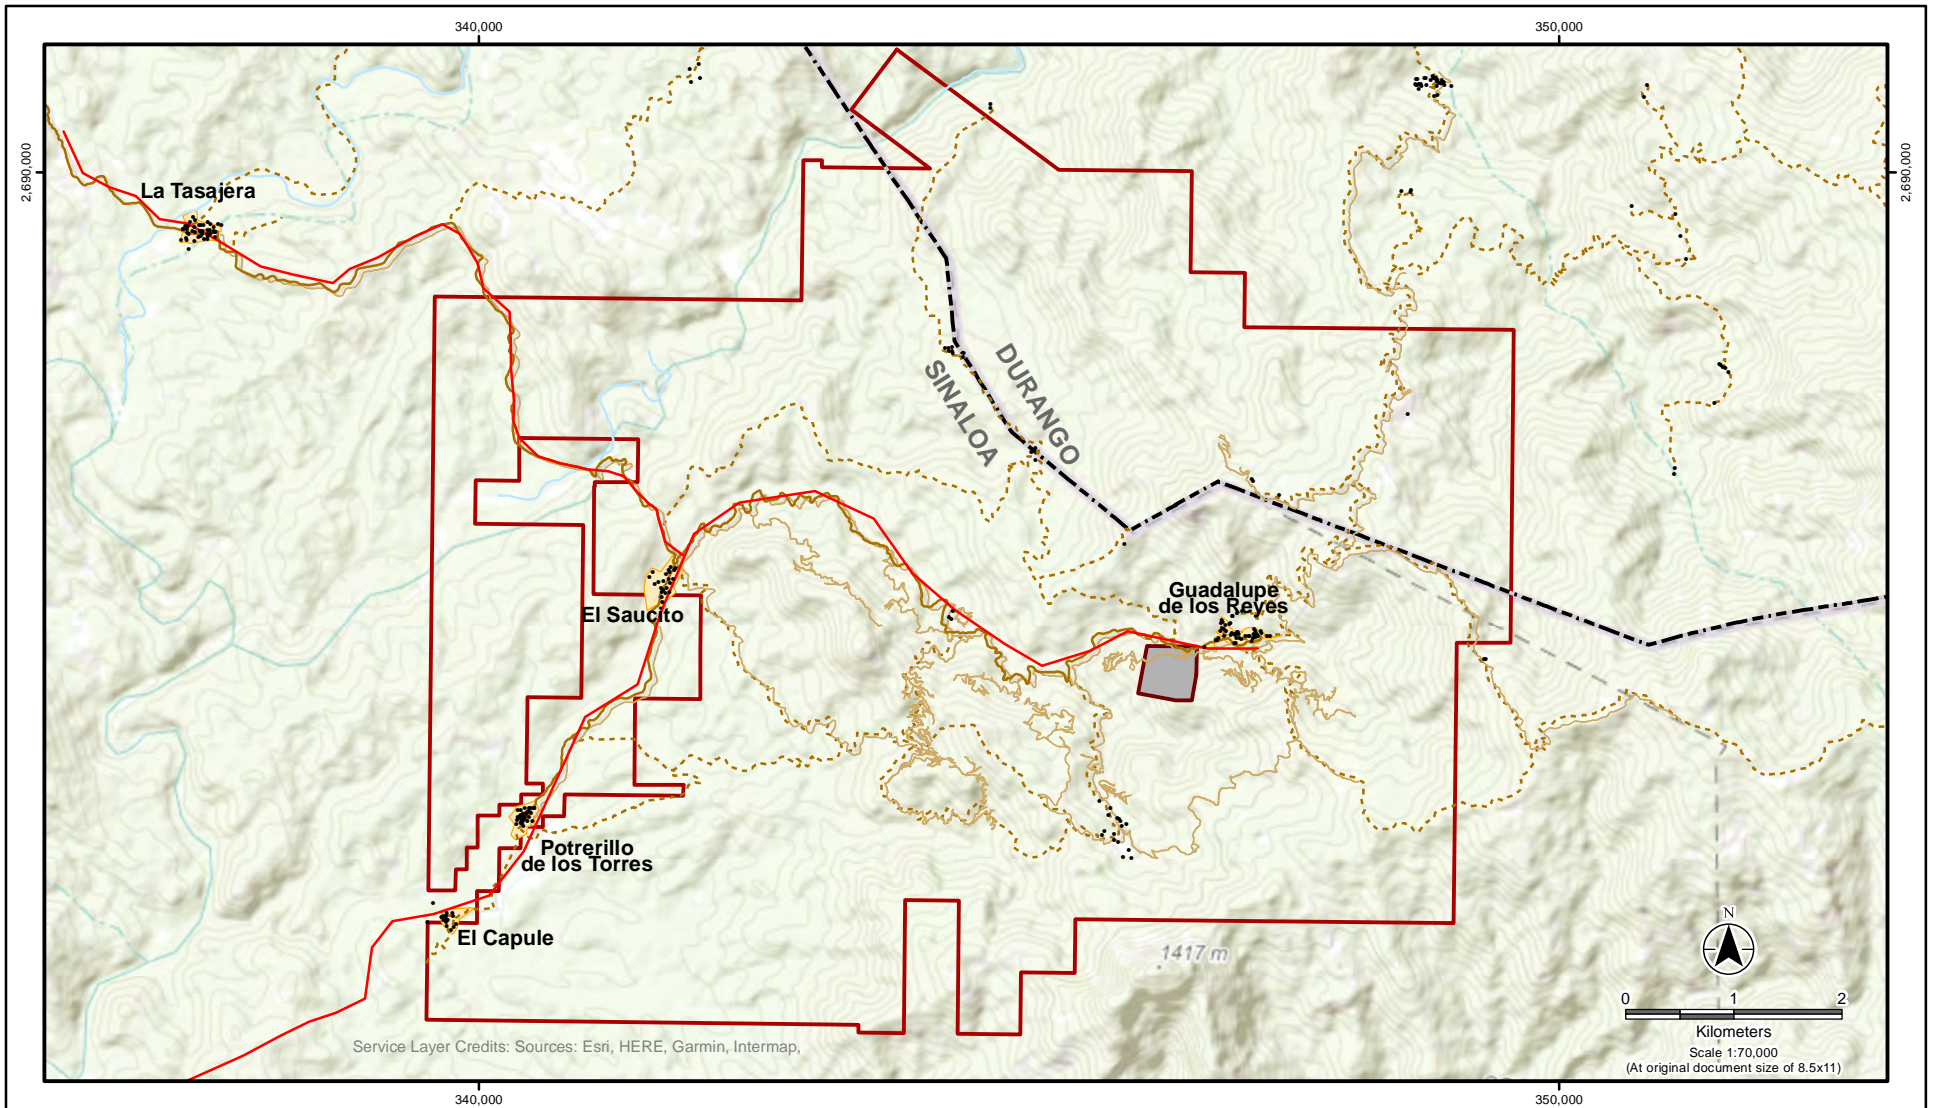 340,000
350,000
2,690,000
2,690,000
La Tasajera
DURANGO
SINALOA
Guadalupe
de los Reyes
El Saucito
Potrerillo
de los Torres
El Capule
1417 m
N
0 1 2
Kilometers
Scale 1:70,000
(At original document size of 8.5x11)
Service Layer Credits: Sources: Esri, HERE, Garmin, Intermap,
340,000
350,000